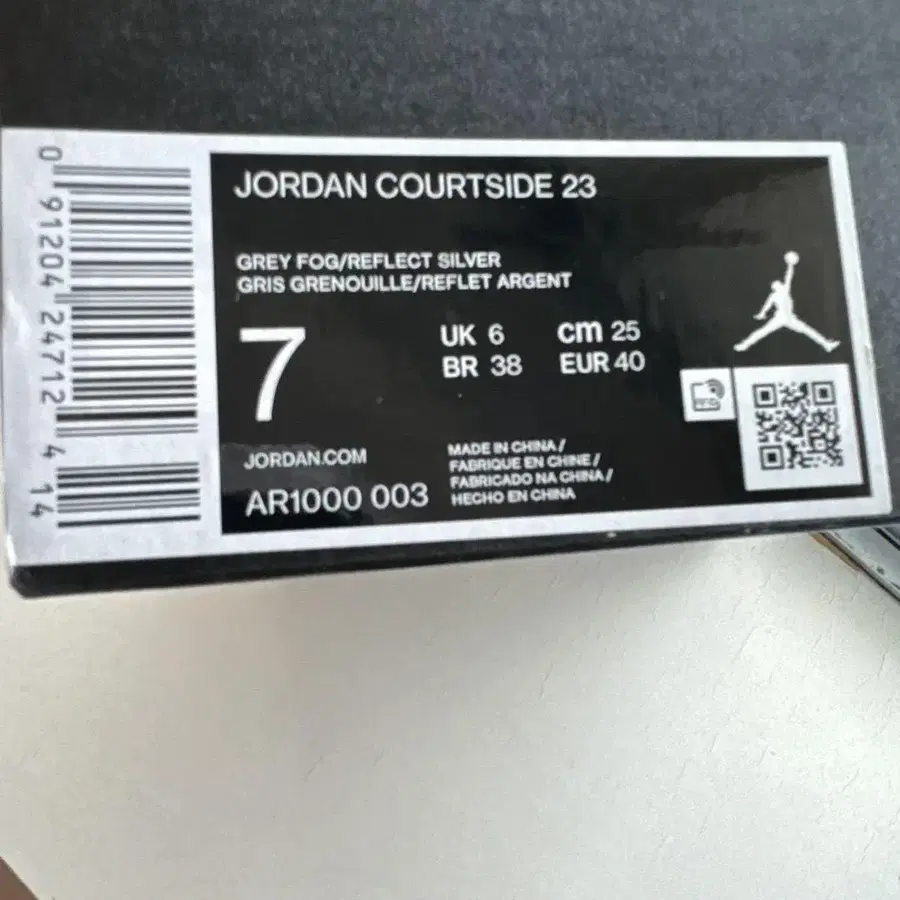 JORDAN COURTSIDE 23
GREY FOG/REFLECT SILVER
GRIS GRENOUILLE/REFLET ARGENT
7
UK 6 cm 25
BR 38 EUR 40
JORDAN.COM
AR1000 003
MADE IN CHINA/
FABRIQUE EN CHINE/
FABRICADO NA CHINA/
HECHO EN CHINA
0 91204 24712 4 14